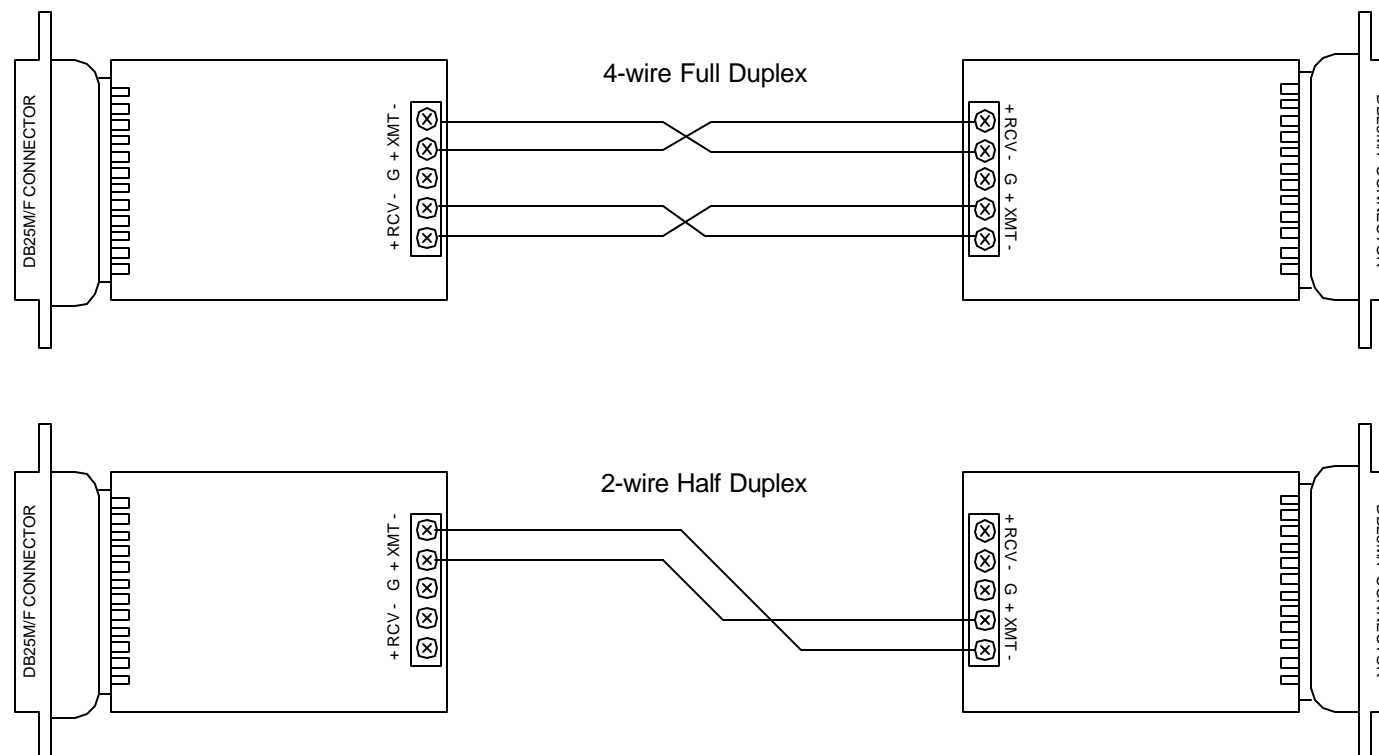 4-wire Full Duplex
DB25M/F CONNECTOR
+ RCV - G + XMT -
+ RCV - G + XMT -
2-wire Half Duplex
DB25M/F CONNECTOR
+ RCV - G + XMT -
+ RCV - G + XMT -